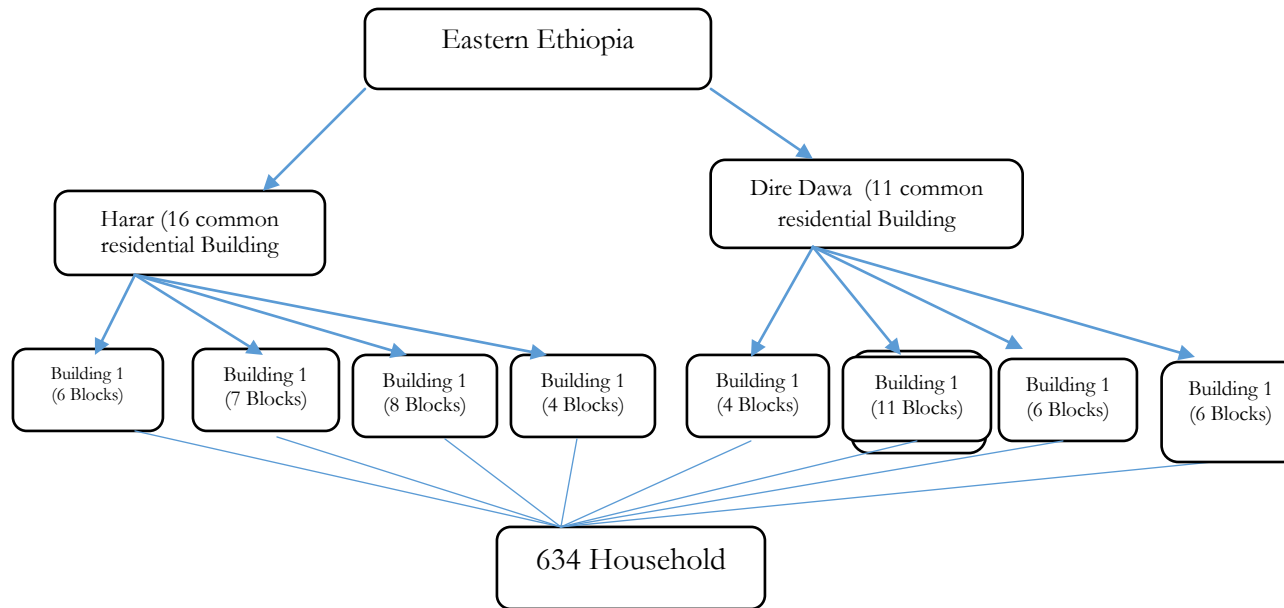 Eastern Ethiopia
Harar (16 common
residential Building
Dire Dawa  (11 common
residential Building
Building 1
(6 Blocks)
Building 1
(7 Blocks)
Building 1
(8 Blocks)
Building 1
(4 Blocks)
Building 1
(4 Blocks)
Building 1
(11 Blocks)
Building 1
(6 Blocks)
Building 1
(6 Blocks)
634 Household